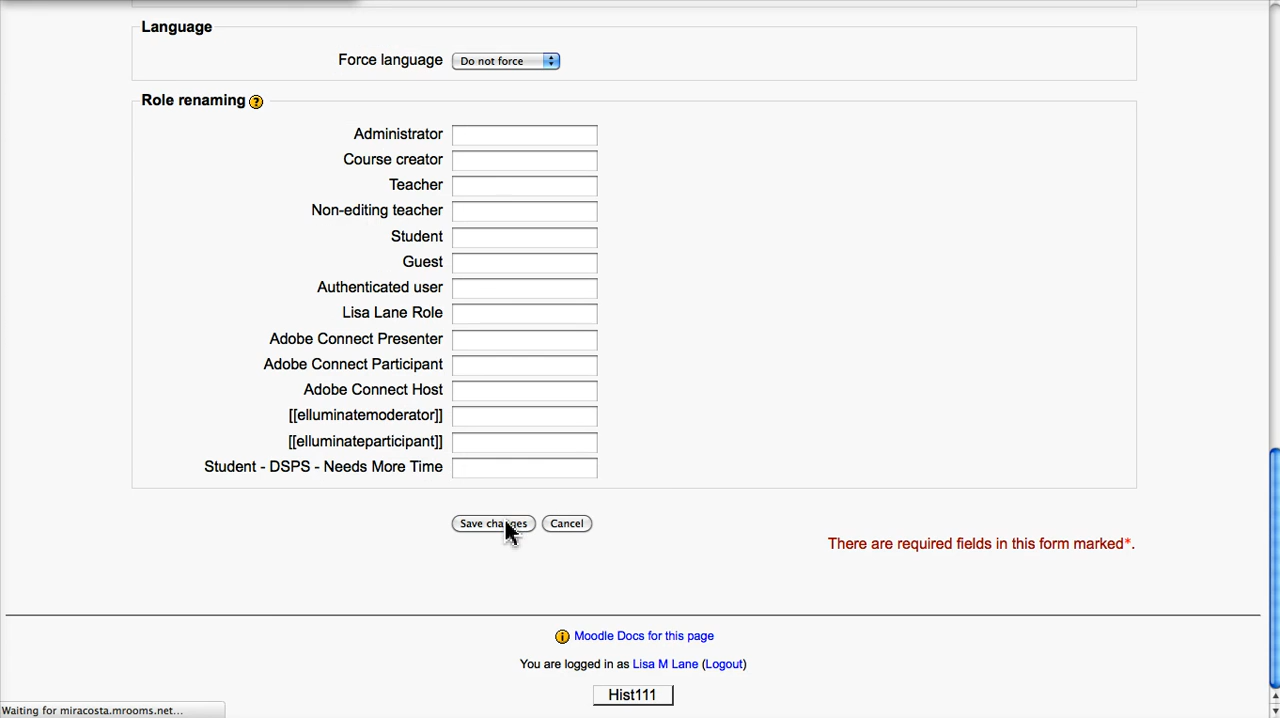 Language
Force language Do not force
Role renaming ?
Administrator
Course creator
Teacher
Non-editing teacher
Student
Guest
Authenticated user
Lisa Lane Role
Adobe Connect Presenter
Adobe Connect Participant
Adobe Connect Host
[[elluminatemoderator]]
[[elluminateparticipant]]
Student - DSPS - Needs More Time
Save changes Cancel
There are required fields in this form marked*.
i Moodle Docs for this page
You are logged in as Lisa M Lane (Logout)
Hist111
Waiting for miracosta.mrooms.net...